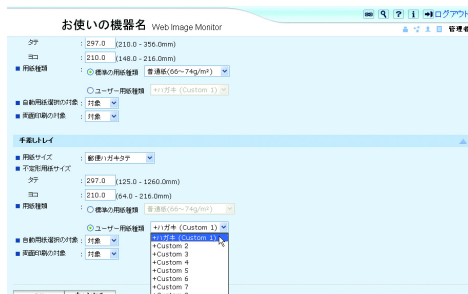 ログアウト
お使いの機器名 Web Image Monitor
管理者
タテ : 297.0 (210.0 - 356.0mm)
ヨコ : 210.0 (148.0 - 216.0mm)
■ 用紙種類 : 標準の用紙種類 普通紙(66～74g/m²)
ユーザー用紙種類 +ハガキ (Custom 1)
■ 自動用紙選択の対象 : 対象
■ 両面印刷の対象 : 対象
手差しトレイ
■ 用紙サイズ : 郵便ハガキタテ
■ 不定形用紙サイズ
タテ : 297.0 (125.0 - 1260.0mm)
ヨコ : 210.0 (64.0 - 216.0mm)
■ 用紙種類 : 標準の用紙種類 普通紙(66～74g/m²)
ユーザー用紙種類 +ハガキ (Custom 1)
■ 自動用紙選択の対象 : 対象
■ 両面印刷の対象 : 対象
+ハガキ (Custom 1)
+Custom 2
+Custom 3
+Custom 4
+Custom 5
+Custom 6
+Custom 7